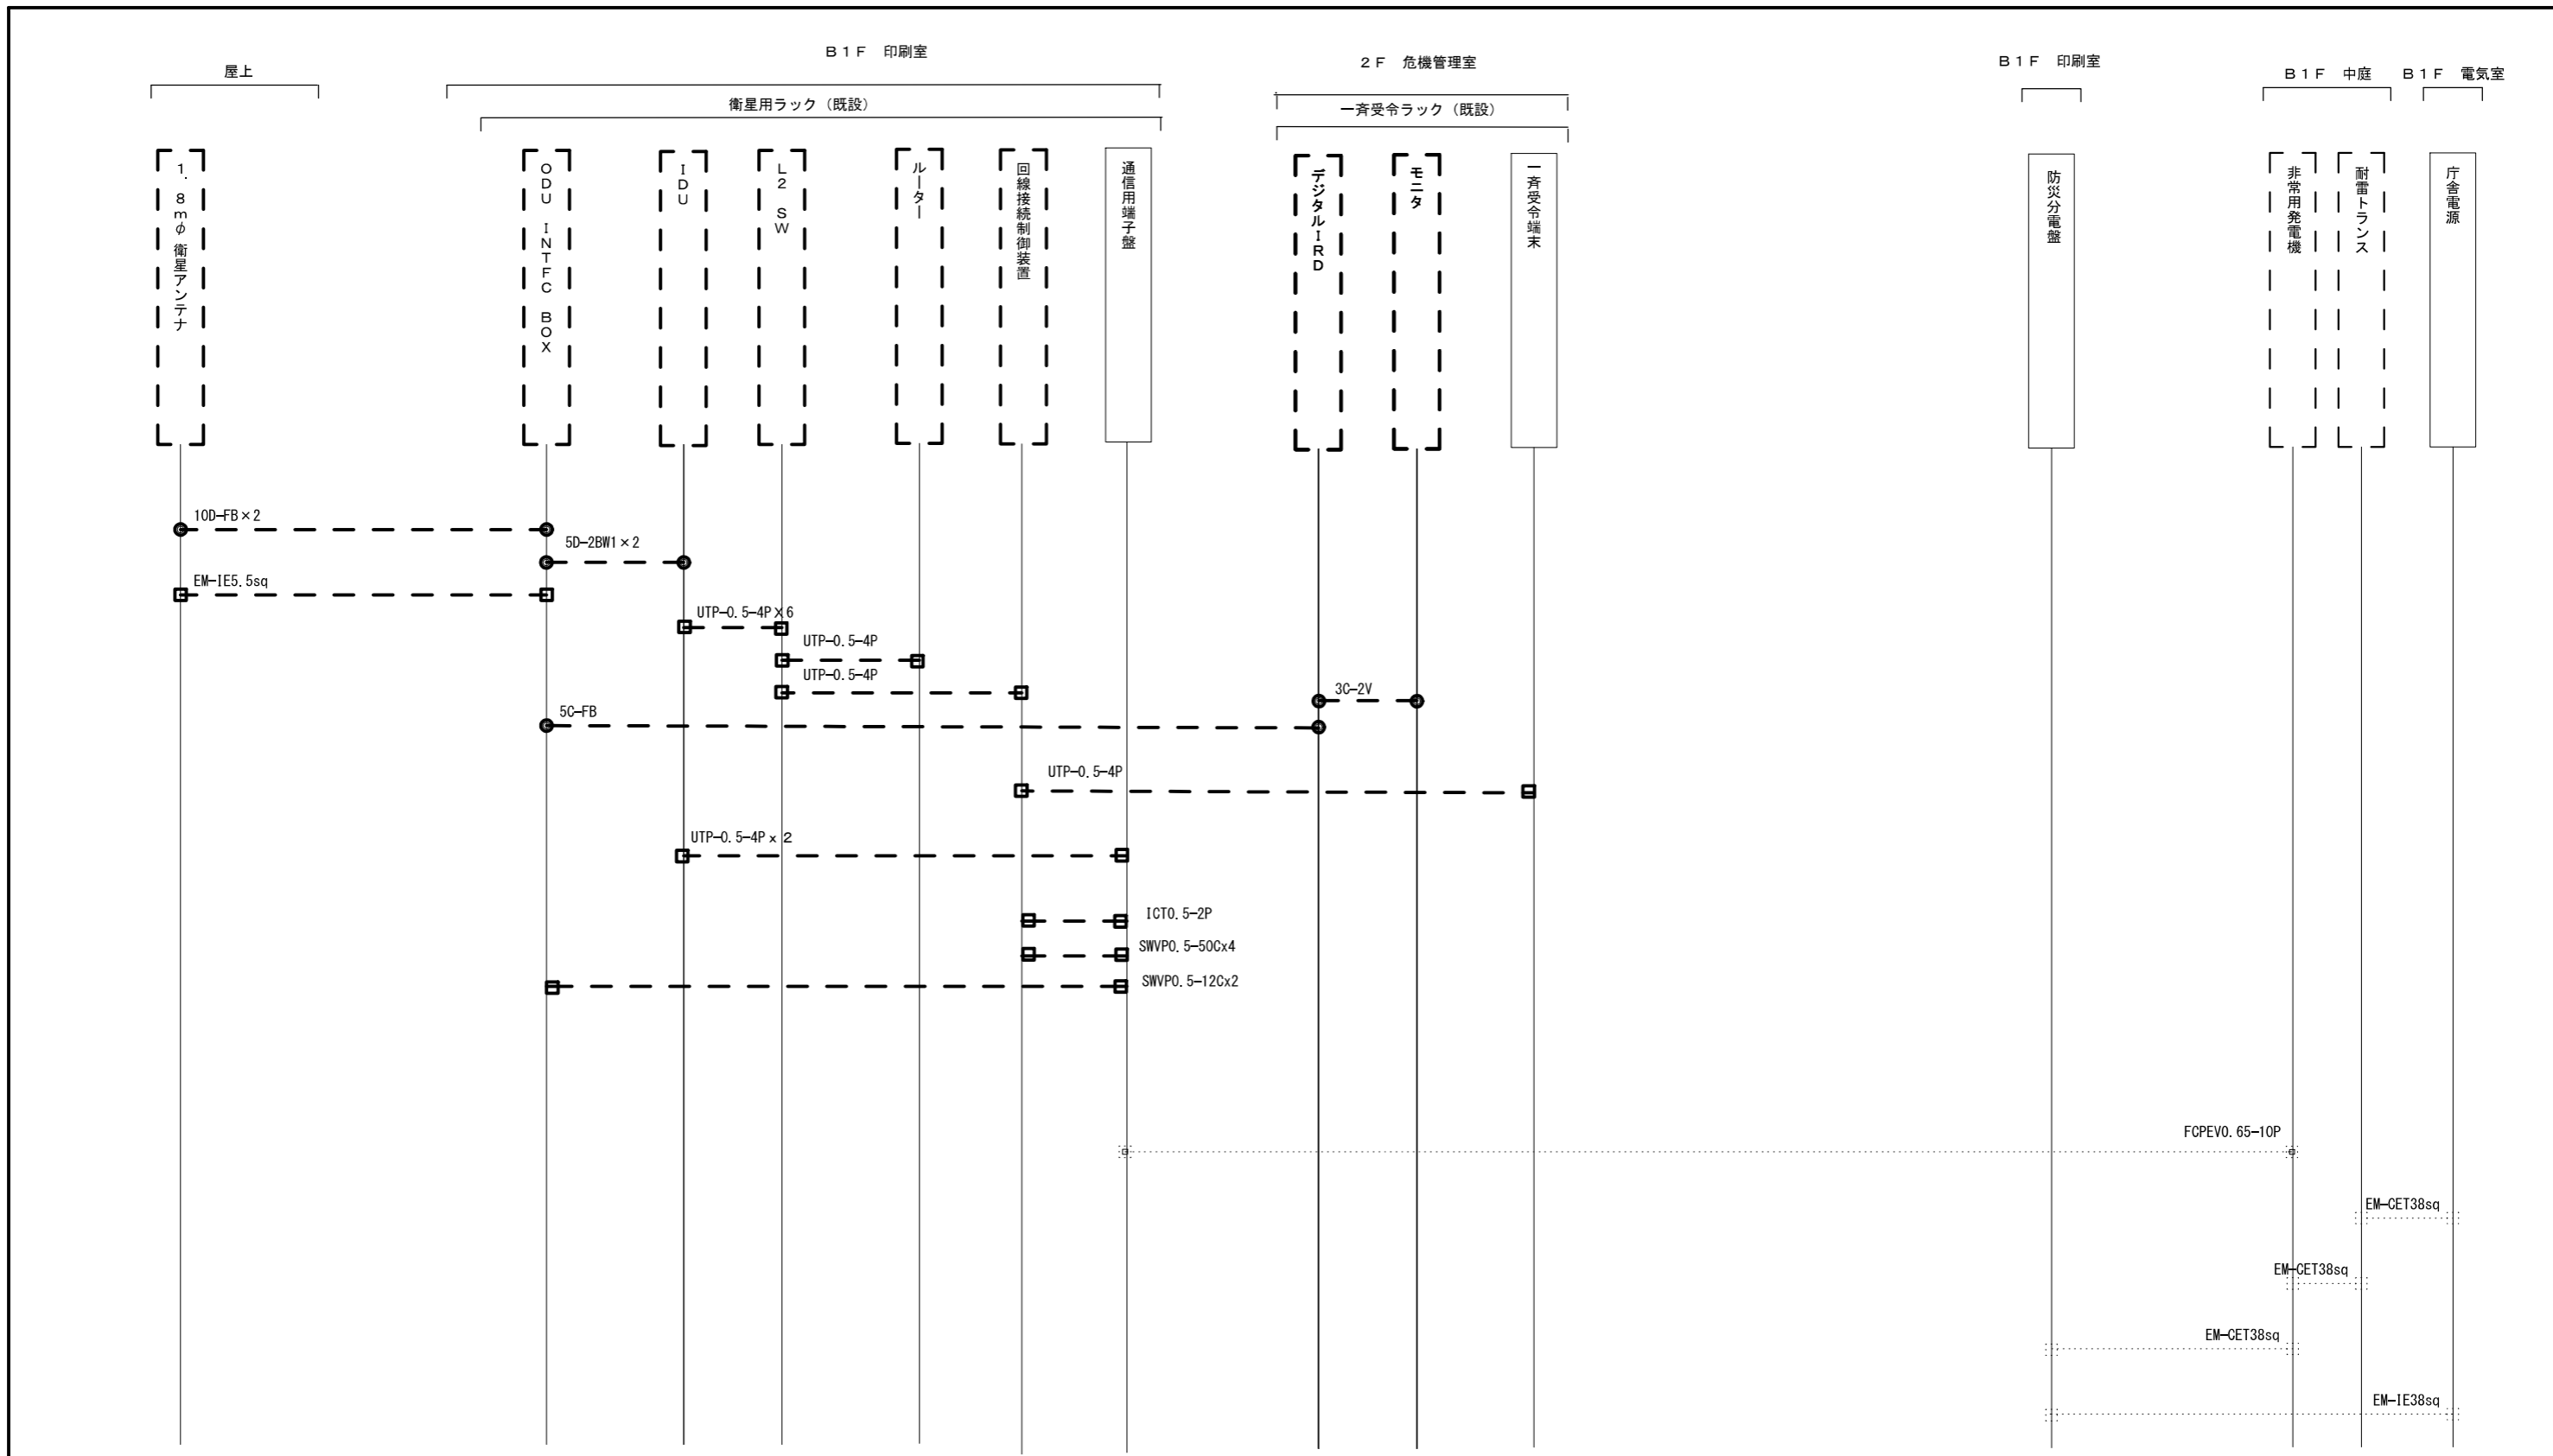 Ｂ１Ｆ　印刷室
２Ｆ　危機管理室
Ｂ１Ｆ　印刷室
屋上
Ｂ１Ｆ　中庭
Ｂ１Ｆ　電気室
衛星用ラック（既設）
一斉受令ラック（既設）
１．８ｍφ衛星アンテナ
ＯＤＵ　ＩＮＴＦＣ　ＢＯＸ
ＩＤＵ
Ｌ２　ＳＷ
ルーター
回線接続制御装置
通信用端子盤
デジタルＩＲＤ
モニタ
一斉受令端末
防災分電盤
非常用発電機
耐雷トランス
庁舎電源
10D-FB×2
5D-2BW1×2
EM-IE5.5sq
UTP-0.5-4P×6
UTP-0.5-4P
UTP-0.5-4P
3C-2V
5C-FB
UTP-0.5-4P
UTP-0.5-4P×２
ICT0.5-2P
SWVP0.5-50Cx4
SWVP0.5-12Cx2
FCPEV0.65-10P
EM-CET38sq
EM-CET38sq
EM-CET38sq
EM-IE38sq